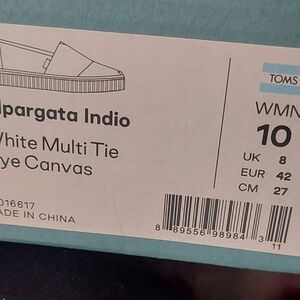 lpargata Indio
White Multi Tie
ye Canvas
016617
ADE IN CHINA
TOMS
WMN
10
UK 8
EUR 42
CM 27
8 89556 98984 3
11